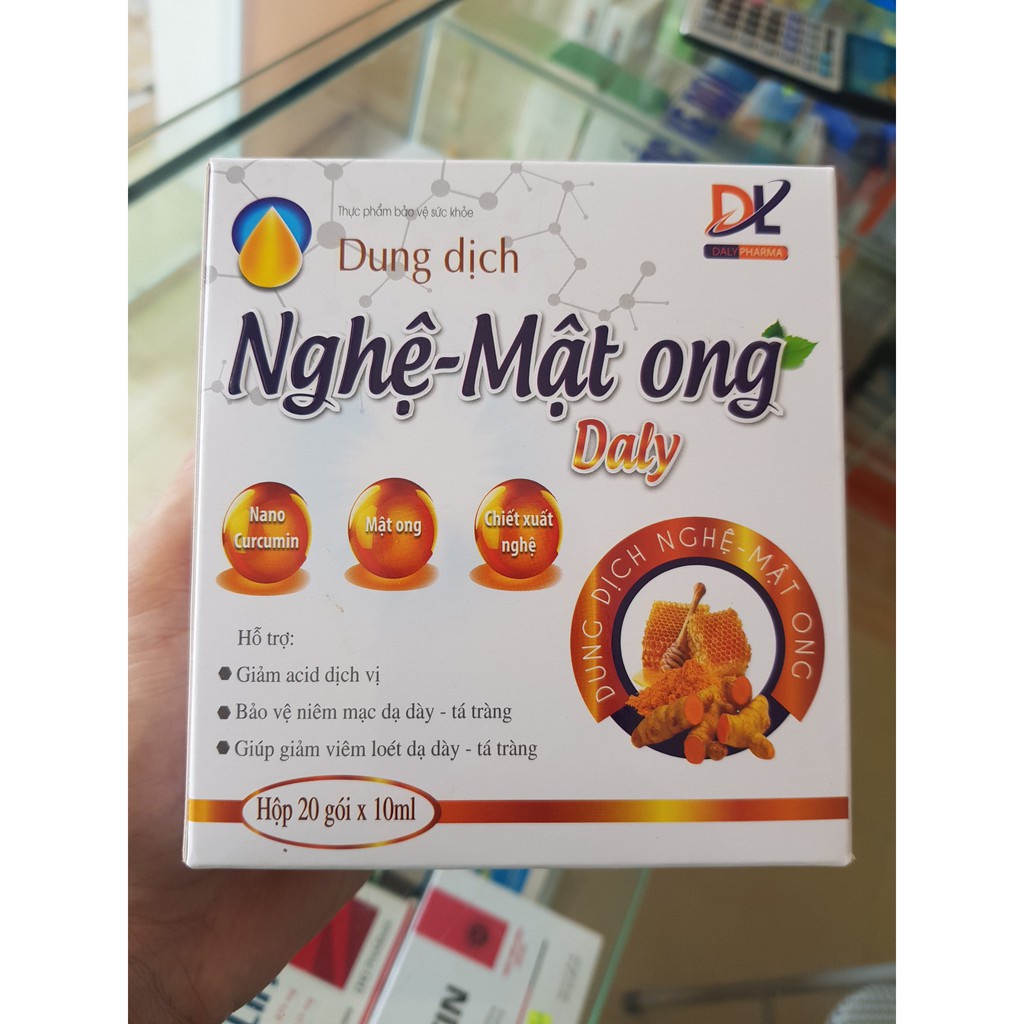 Thực phẩm bảo vệ sức khỏe
Dung dịch
DL
DALYPHARMA
Nghệ-Mật ong
Daly
Nano
Curcumin
Mật ong
Chiết xuất
nghệ
DUNG DỊCH NGHỆ-MẬT ONG
Hỗ trợ:
Giảm acid dịch vị
Bảo vệ niêm mạc dạ dày - tá tràng
Giúp giảm viêm loét dạ dày - tá tràng
Hộp 20 gói x 10ml